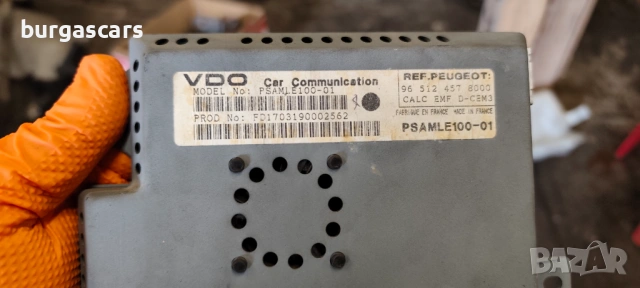 burgascars
VDO Car Communication
MODEL No: PSAMLE100-01
PROD No: FD1703190002562
REF.PEUGEOT:
96 512 457 8000
CALC EMF D-CEM3
FABRIQUE EN FRANCE MADE IN FRANCE
PSAMLE100-01
BAZAR